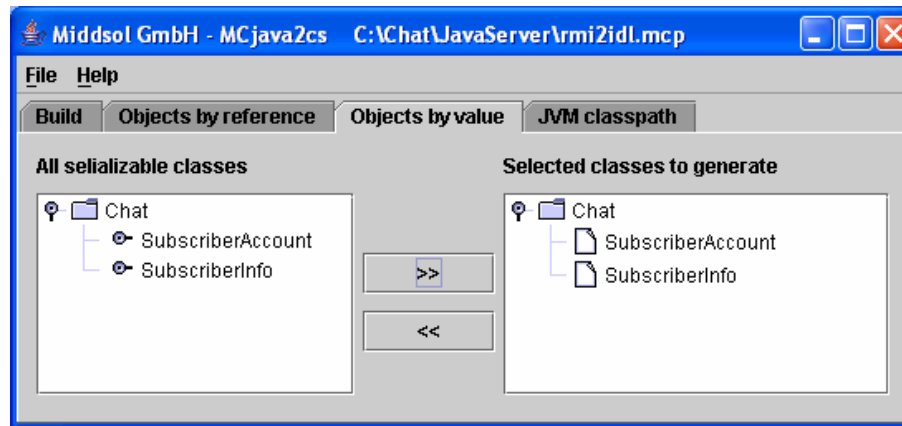 Middsol GmbH - MCjava2cs C:\Chat\JavaServer\rmi2idl.mcp
File Help
Build Objects by reference Objects by value JVM classpath
All selializable classes Selected classes to generate
Chat Chat
SubscriberAccount >> SubscriberAccount
SubscriberInfo SubscriberInfo
<<